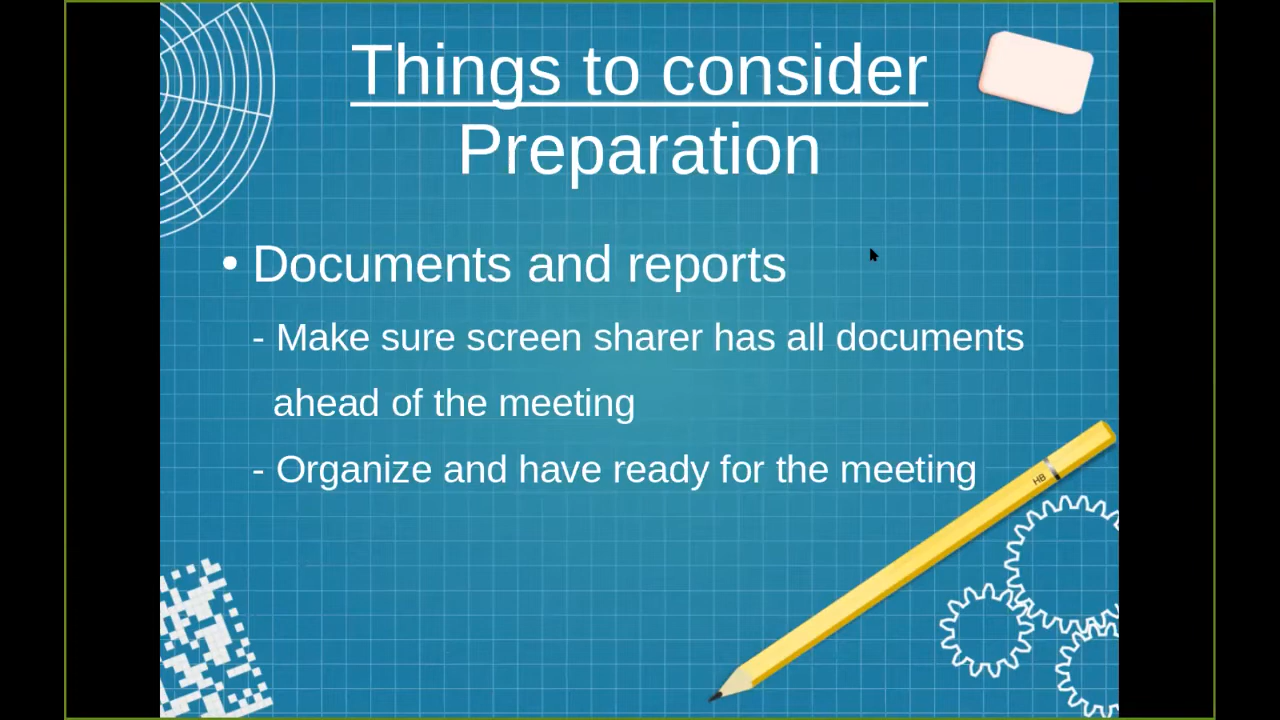 Things to consider
Preparation
• Documents and reports
- Make sure screen sharer has all documents
ahead of the meeting
- Organize and have ready for the meeting
HB